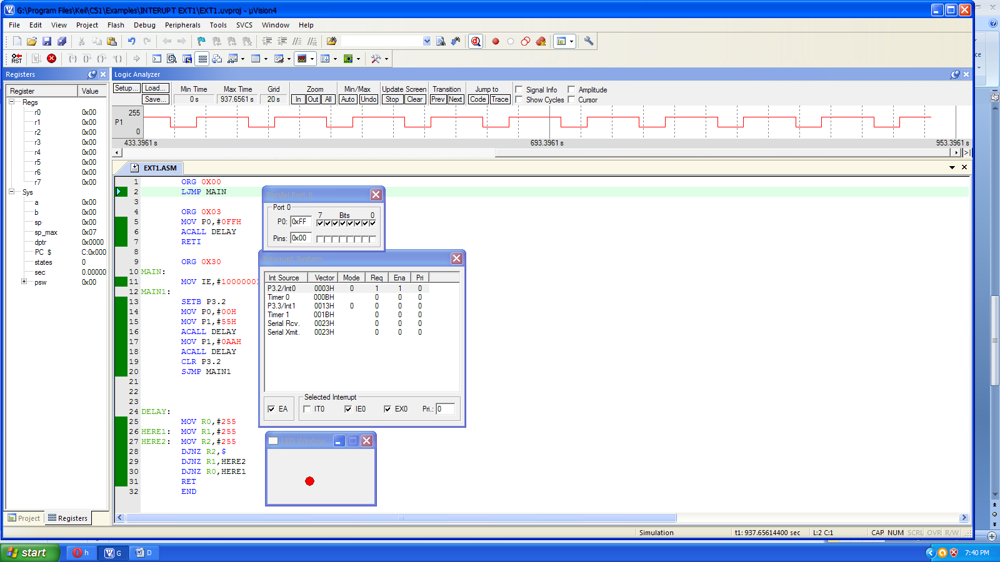 G:\Program Files\Keil\C51\Examples\INTERUPT EXT1\EXT1.uvproj - µVision4
File Edit View Project Flash Debug Peripherals Tools SVCS Window Help
RST
Registers
Register Value
Regs
r0 0x00
r1 0x00
r2 0x00
r3 0x00
r4 0x00
r5 0x00
r6 0x00
r7 0x00
Sys
a 0x00
b 0x00
sp 0x00
sp_max 0x07
dptr 0x0000
PC $ C:0x000
states 0
sec 0.00000
psw 0x00
Project Registers
Logic Analyzer
Setup... Load... Min Time Max Time Grid Zoom Min/Max Update Screen Transition Jump to Signal Info Amplitude
Save... 0 s 937.6561 s 20 s In Out All Auto Undo Stop Clear Prev Next Code Trace Show Cycles Cursor
255
P1
0
433.3961 s 693.3961 s 953.3961 s
EXT1.ASM
1 ORG 0X00
2 LJMP MAIN
3
4 ORG 0X03
5 MOV P0,#0FFH
6 ACALL DELAY
7 RETI
8
9 ORG 0X30
10 MAIN:
11 MOV IE,#10000001
12 MAIN1:
13 SETB P3.2
14 MOV P0,#00H
15 MOV P1,#55H
16 ACALL DELAY
17 MOV P1,#0AAH
18 ACALL DELAY
19 CLR P3.2
20 SJMP MAIN1
21
22
23
24 DELAY:
25 MOV R0,#255
26 HERE1: MOV R1,#255
27 HERE2: MOV R2,#255
28 DJNZ R2,$
29 DJNZ R1,HERE2
30 DJNZ R0,HERE1
31 RET
32 END
Parallel Port 0
Port 0
7 Bits 0
P0: 0xFF
Pins: 0x00
Interrupt System
Int Source Vector Mode Req Ena Pri
P3.2/Int0 0003H 0 1 1 0
Timer 0 000BH 0 0 0
P3.3/Int1 0013H 0 0 0 0
Timer 1 001BH 0 0 0
Serial Rcv. 0023H 0 0 0
Serial Xmit. 0023H 0 0 0
Selected Interrupt
EA IT0 IE0 EX0 Pri.: 0
LED Window
Simulation t1: 937.65614400 sec L:2 C:1 CAP NUM SCRL OVR R/W
start h G D 7:40 PM